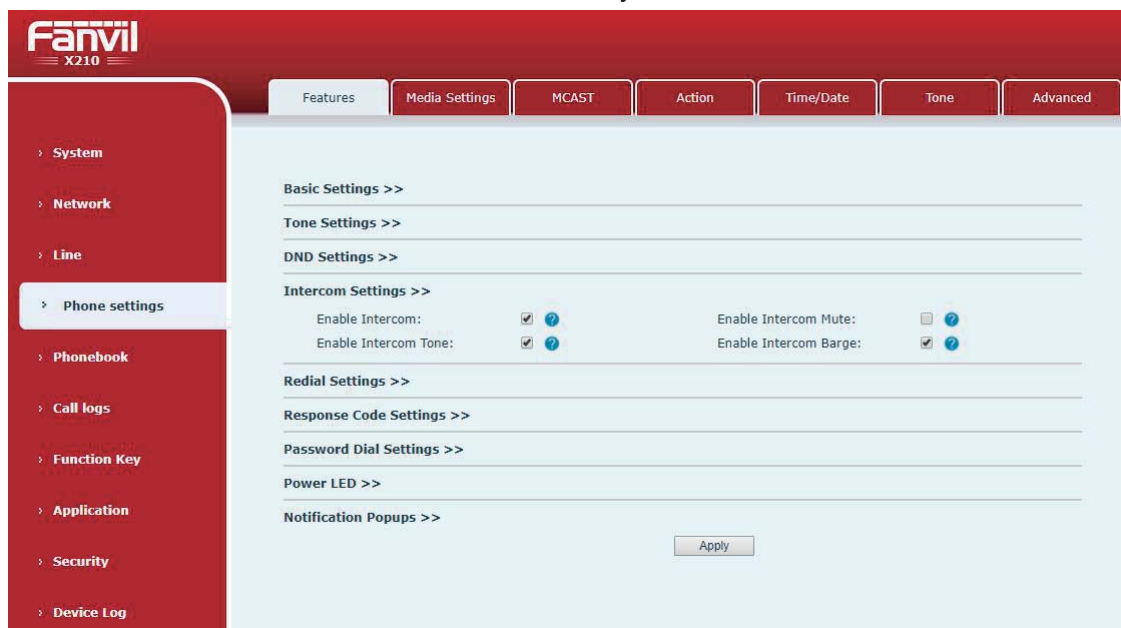 Fanvil
X210
Features Media Settings MCAST Action Time/Date Tone Advanced
› System
› Network
› Line
› Phone settings
› Phonebook
› Call logs
› Function Key
› Application
› Security
› Device Log
Basic Settings >>
Tone Settings >>
DND Settings >>
Intercom Settings >>
Enable Intercom: ? Enable Intercom Mute: ?
Enable Intercom Tone: ? Enable Intercom Barge: ?
Redial Settings >>
Response Code Settings >>
Password Dial Settings >>
Power LED >>
Notification Popups >>
Apply